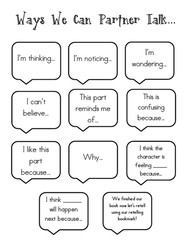 Ways We Can Partner Talk...
I'm thinking...
I'm noticing...
I'm
wondering...
I can't
believe...
This part
reminds me
of...
This is
confusing
because...
I like this
part
because...
Why...
I think the
character is
feeling _____
because...
I think _____
will happen
next because...
We finished our
book now let's retell
using our retelling
bookmark!